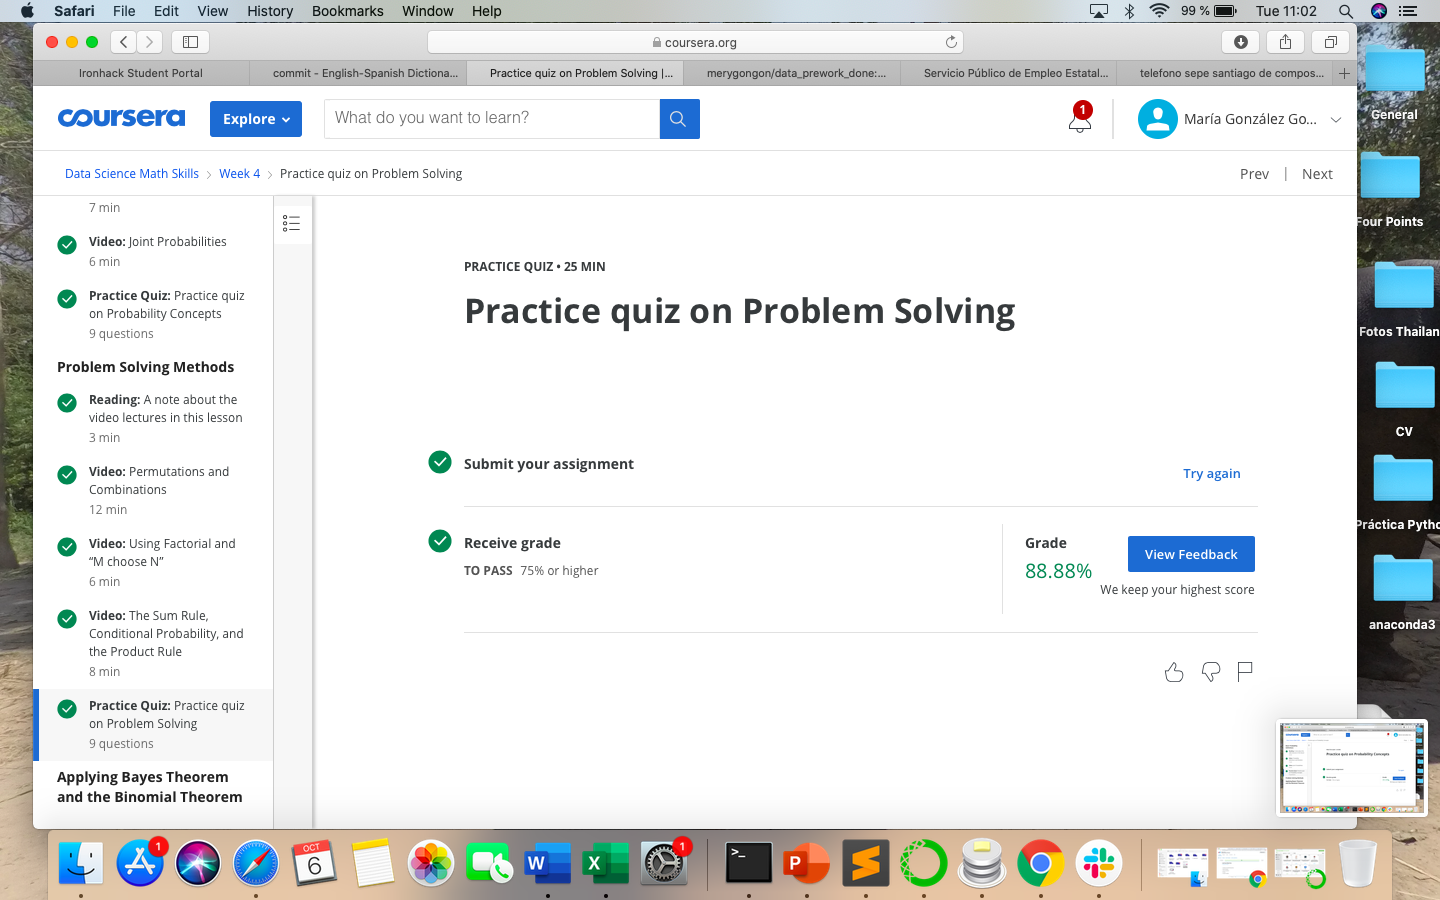 Safari File Edit View History Bookmarks Window Help 99 % Tue 11:02
coursera.org
Ironhack Student Portal
commit - English-Spanish Dictiona...
Practice quiz on Problem Solving |...
merygongon/data_prework_done:...
Servicio Público de Empleo Estatal...
telefono sepe santiago de compos...
coursera
Explore
What do you want to learn?
1
María González Go...
Data Science Math Skills
Week 4
Practice quiz on Problem Solving
Prev | Next
7 min
Video: Joint Probabilities
6 min
Practice Quiz: Practice quiz
on Probability Concepts
9 questions
Problem Solving Methods
Reading: A note about the
video lectures in this lesson
3 min
Video: Permutations and
Combinations
12 min
Video: Using Factorial and
“M choose N”
6 min
Video: The Sum Rule,
Conditional Probability, and
the Product Rule
8 min
Practice Quiz: Practice quiz
on Problem Solving
9 questions
Applying Bayes Theorem
and the Binomial Theorem
PRACTICE QUIZ • 25 MIN
Practice quiz on Problem Solving
Submit your assignment
Try again
Receive grade
TO PASS 75% or higher
Grade
88.88%
View Feedback
We keep your highest score
General
Four Points
Fotos Thailan
CV
Práctica Pytho
anaconda3
Practice quiz on Probability Concepts
1
OCT
6
W
X
1
>_
P